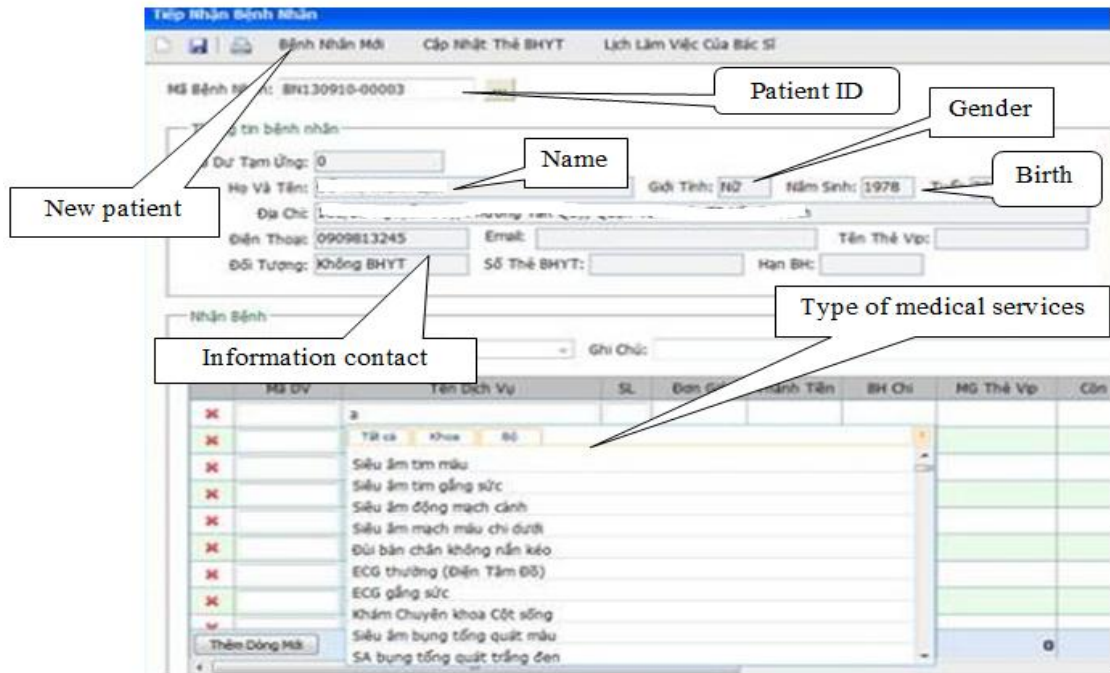 Tiếp Nhận Bệnh Nhân
Bệnh Nhân Mới Cập Nhật Thẻ BHYT Lịch Làm Việc Của Bác Sĩ
Mã Bệnh Nhân: BN130910-00003 ...
Patient ID
Gender
tin bệnh nhân
Dư Tạm Ứng: 0
Name
Birth
New patient
Họ Và Tên: Giới Tính: Nữ Năm Sinh: 1978
Địa Chỉ:
Điện Thoại: 0909813245 Email: Tên Thẻ Vip:
Đối Tượng: Không BHYT Số Thẻ BHYT: Hạn BH:
Type of medical services
Nhận Bệnh
Information contact
Ghi Chú:
Mã DV Tên Dịch Vụ SL Đơn Thành Tiền BH Chi MG Thẻ Vip Còn
a
Tất cả Khoa Bộ
Siêu âm tim màu
Siêu âm tim gắng sức
Siêu âm động mạch cảnh
Siêu âm mạch máu chi dưới
Đùi bàn chân không nắn kéo
ECG thường (Điện Tâm Đồ)
ECG gắng sức
Khám Chuyên khoa Cột sống
Siêu âm bụng tổng quát màu
SA bụng tổng quát trắng đen
Thêm Dòng Mới 0